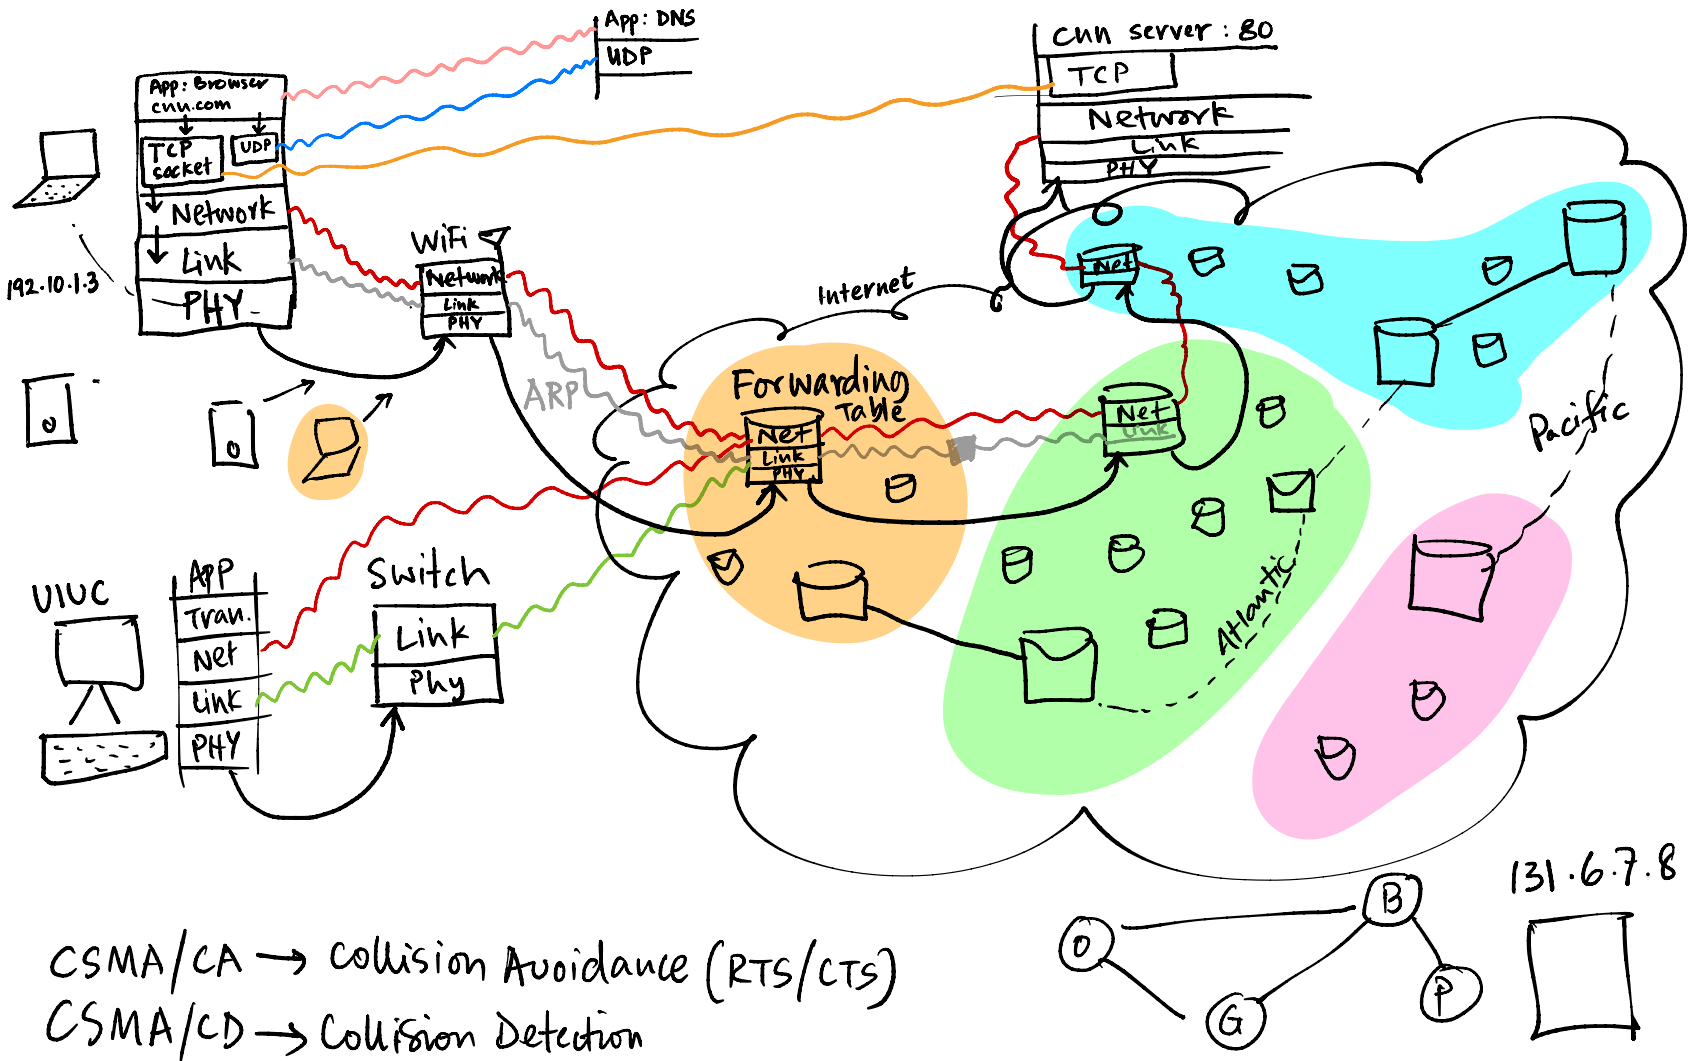 App: DNS
UDP
cnn server : 80
TCP
Network
Link
PHY
App: Browser
cnn.com
TCP
socket
UDP
Network
Link
PHY
192.10.1.3
WiFi
Network
Link
PHY
Internet
ARP
Forwarding
Table
Net
Link
PHY
Net
Link
Net
Pacific
Atlantic
UIUC
APP
Tran.
Net
Link
PHY
Switch
Link
Phy
131.6.7.8
B
O
P
G
CSMA/CA → Collision Avoidance (RTS/CTS)
CSMA/CD → Collision Detection